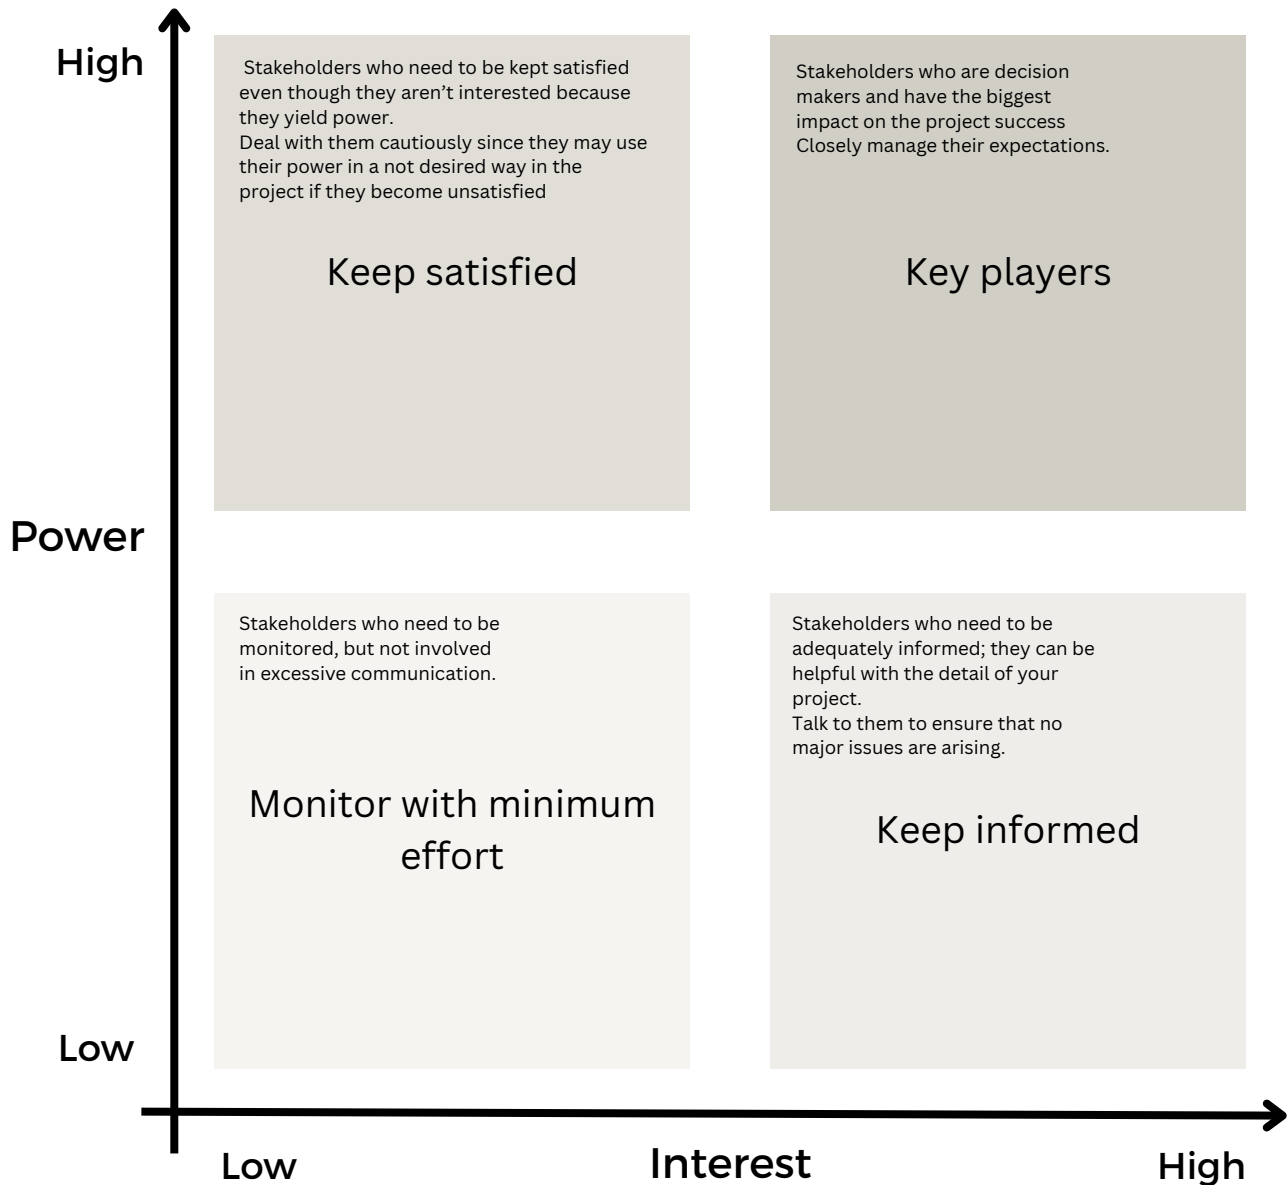 High
Stakeholders who need to be kept satisfied
even though they aren’t interested because
they yield power.
Deal with them cautiously since they may use
their power in a not desired way in the
project if they become unsatisfied
Keep satisfied
Stakeholders who are decision
makers and have the biggest
impact on the project success
Closely manage their expectations.
Key players
Power
Stakeholders who need to be
monitored, but not involved
in excessive communication.
Monitor with minimum
effort
Stakeholders who need to be
adequately informed; they can be
helpful with the detail of your
project.
Talk to them to ensure that no
major issues are arising.
Keep informed
Low
Low
Interest
High